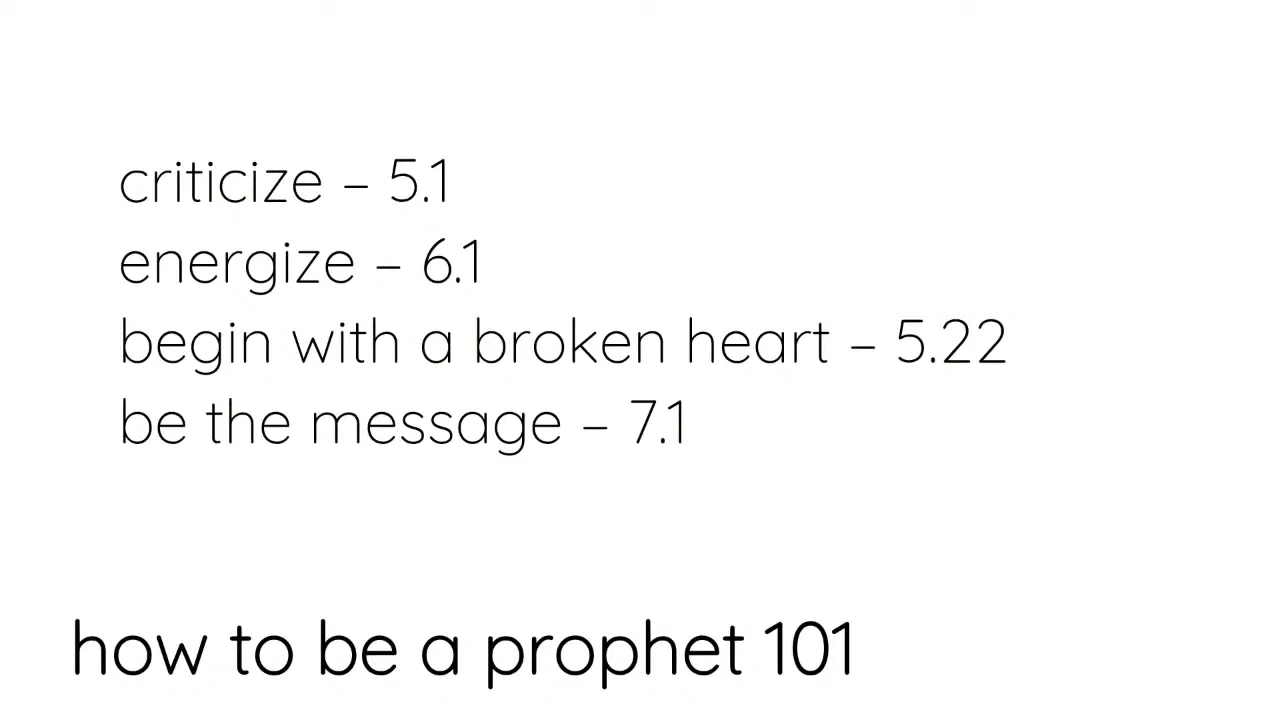 criticize – 5.1
energize – 6.1
begin with a broken heart – 5.22
be the message – 7.1
how to be a prophet 101